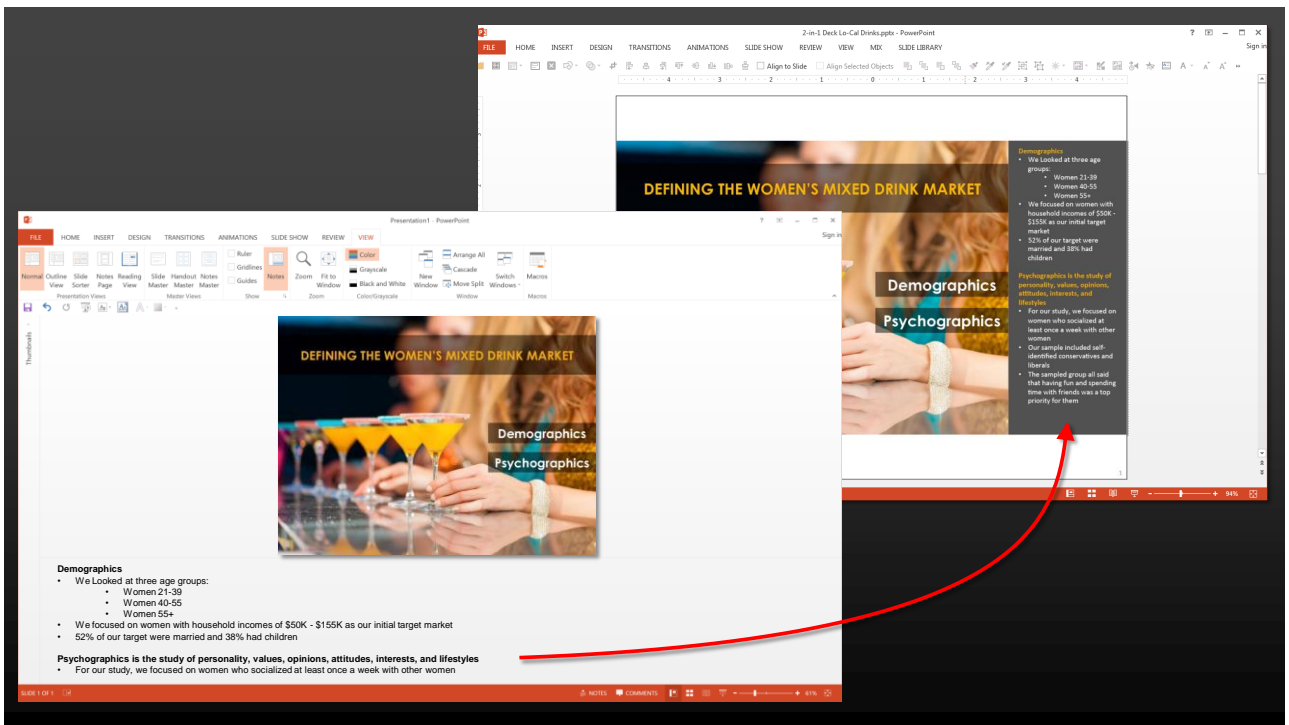 2-in-1 Deck Lo-Cal Drinks.pptx - PowerPoint
FILE HOME INSERT DESIGN TRANSITIONS ANIMATIONS SLIDE SHOW REVIEW VIEW MIX SLIDE LIBRARY
Sign in
Align to Slide Align Selected Objects
4 3 2 1 0 1 2 3 4
DEFINING THE WOMEN'S MIXED DRINK MARKET
Demographics
Psychographics
Demographics
• We Looked at three age
groups:
• Women 21-39
• Women 40-55
• Women 55+
• We focused on women with
household incomes of $50K -
$155K as our initial target
market
• 52% of our target were
married and 38% had
children
Psychographics is the study of
personality, values, opinions,
attitudes, interests, and
lifestyles
• For our study, we focused on
women who socialized at
least once a week with other
women
• Our sample included self-
identified conservatives and
liberals
• The sampled group all said
that having fun and spending
time with friends was a top
priority for them
1
94%
Presentation1 - PowerPoint
FILE HOME INSERT DESIGN TRANSITIONS ANIMATIONS SLIDE SHOW REVIEW VIEW
Sign in
Normal Outline View Slide Sorter Notes Page Reading View
Presentation Views
Slide Master Handout Master Notes Master
Master Views
Ruler
Gridlines
Guides
Notes
Show
Zoom Fit to Window
Zoom
Color
Grayscale
Black and White
Color/Grayscale
New Window
Arrange All
Cascade
Move Split
Switch Windows
Window
Macros
Macros
Thumbnails
DEFINING THE WOMEN'S MIXED DRINK MARKET
Demographics
Psychographics
Demographics
• We Looked at three age groups:
• Women 21-39
• Women 40-55
• Women 55+
• We focused on women with household incomes of $50K - $155K as our initial target market
• 52% of our target were married and 38% had children
Psychographics is the study of personality, values, opinions, attitudes, interests, and lifestyles
• For our study, we focused on women who socialized at least once a week with other women
SLIDE 1 OF 1 NOTES COMMENTS 61%